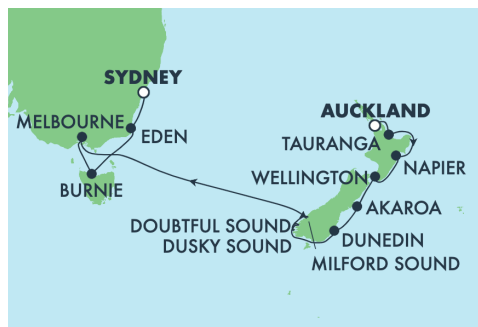 SYDNEY
MELBOURNE
EDEN
BURNIE
AUCKLAND
TAURANGA
NAPIER
WELLINGTON
AKAROA
DOUBTFUL SOUND
DUSKY SOUND
DUNEDIN
MILFORD SOUND